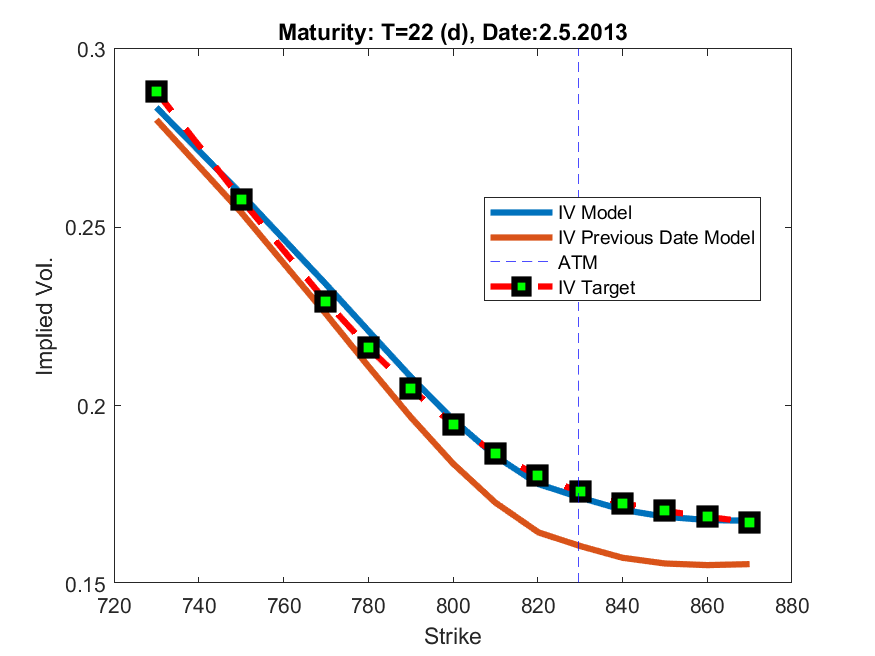 Maturity: T=22 (d), Date:2.5.2013
0.3
0.25
0.2
0.15
Implied Vol.
IV Model
IV Previous Date Model
ATM
IV Target
720
740
760
780
800
820
840
860
880
Strike